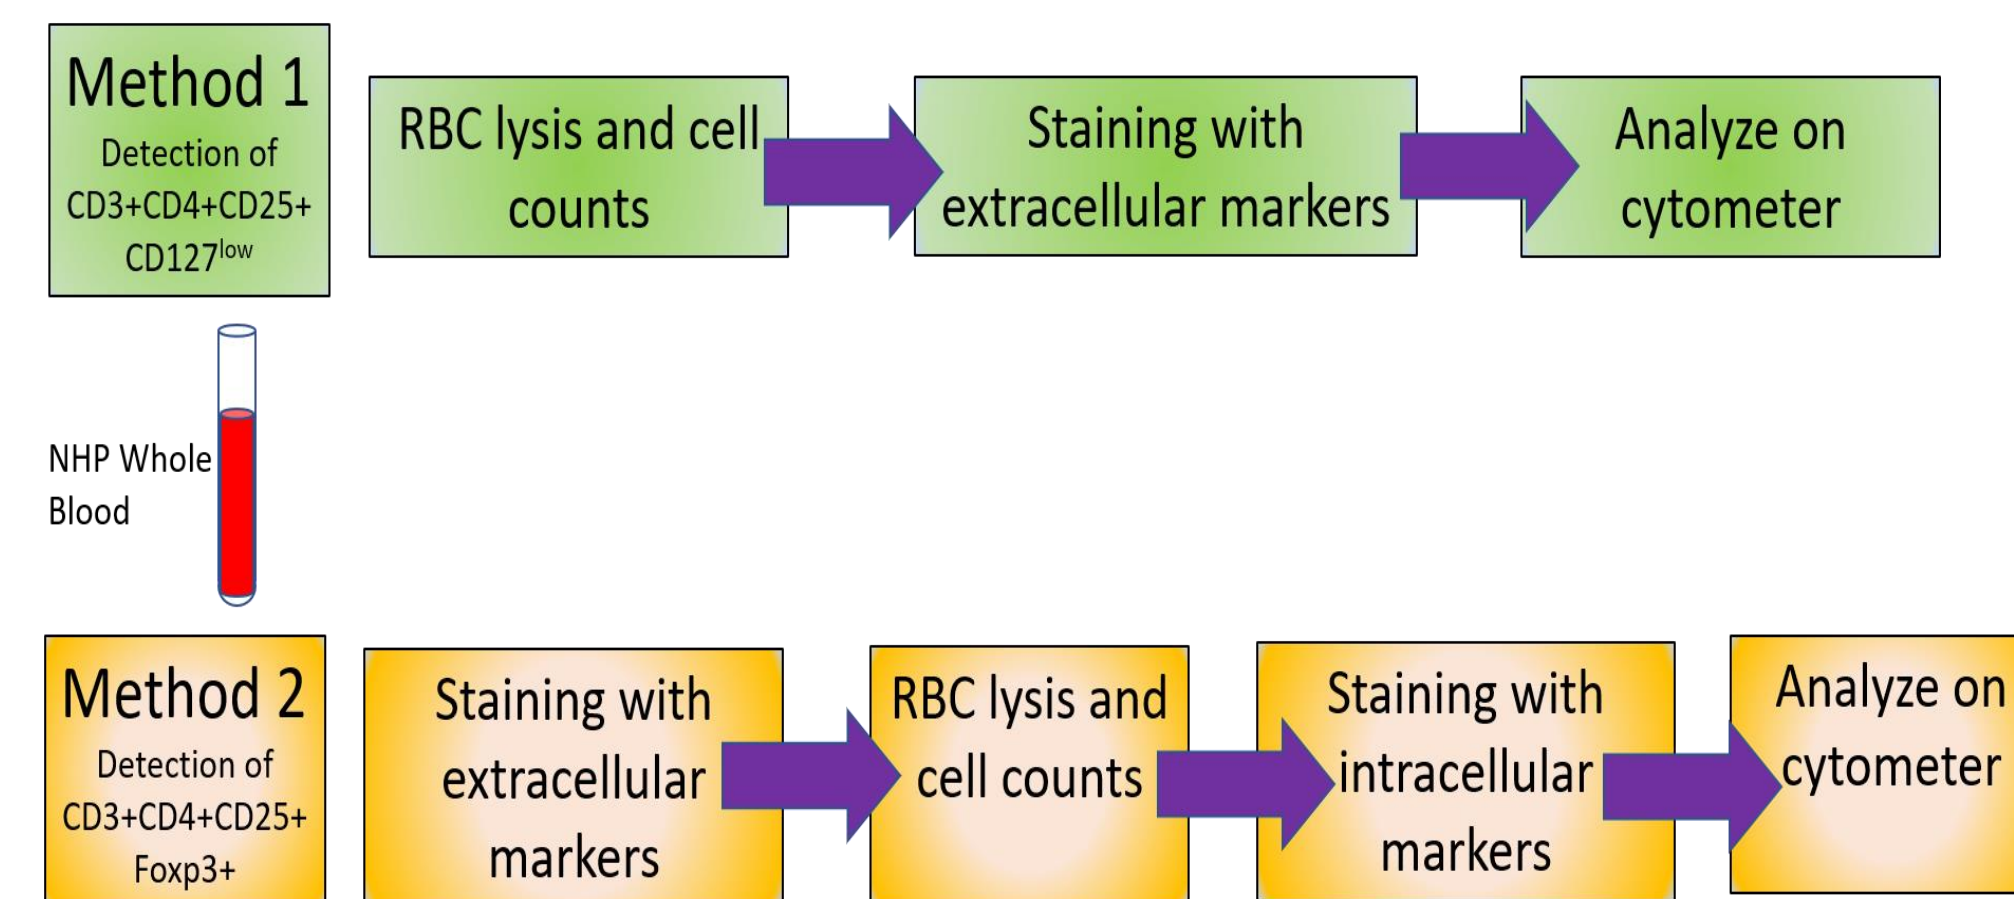 Method 1
Detection of
CD3+CD4+CD25+
CD127low
RBC lysis and cell
counts
Staining with
extracellular markers
Analyze on
cytometer
NHP Whole
Blood
Method 2
Detection of
CD3+CD4+CD25+
Foxp3+
Staining with
extracellular
markers
RBC lysis and
cell counts
Staining with
intracellular
markers
Analyze on
cytometer